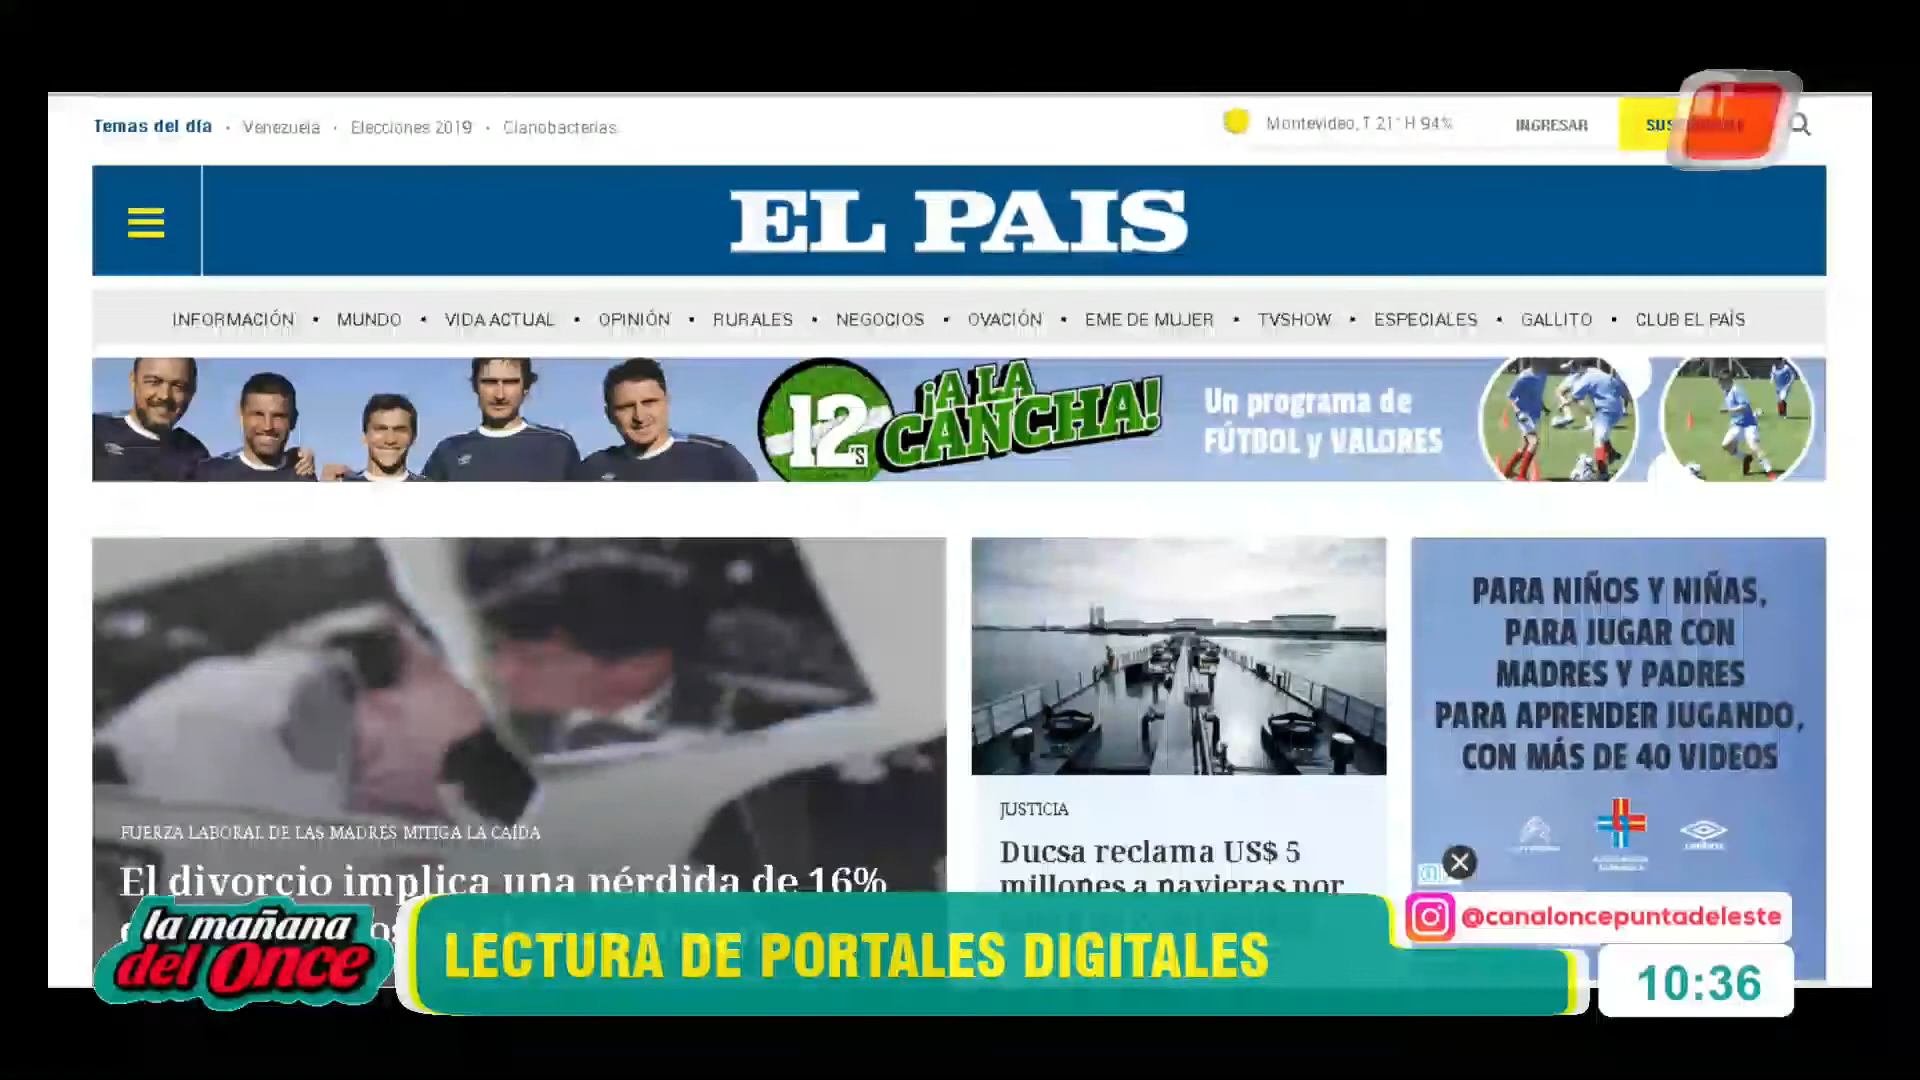 Temas del día · Venezuela · Elecciones 2019 · Cianobacterias
Montevideo, T 21° H 94%
INGRESAR
EL PAIS
INFORMACIÓN • MUNDO • VIDA ACTUAL • OPINIÓN • RURALES • NEGOCIOS • OVACIÓN • EME DE MUJER • TVSHOW • ESPECIALES • GALLITO • CLUB EL PAÍS
12's ¡A LA CANCHA!
Un programa de
FÚTBOL y VALORES
FUERZA LABORAL DE LAS MADRES MITIGA LA CAÍDA
El divorcio implica una pérdida de 16%
JUSTICIA
Ducsa reclama US$ 5
millones a navieras por
PARA NIÑOS Y NIÑAS,
PARA JUGAR CON
MADRES Y PADRES
PARA APRENDER JUGANDO,
CON MÁS DE 40 VIDEOS
la mañana
del Once
LECTURA DE PORTALES DIGITALES
@canaloncepuntadeleste
10:36